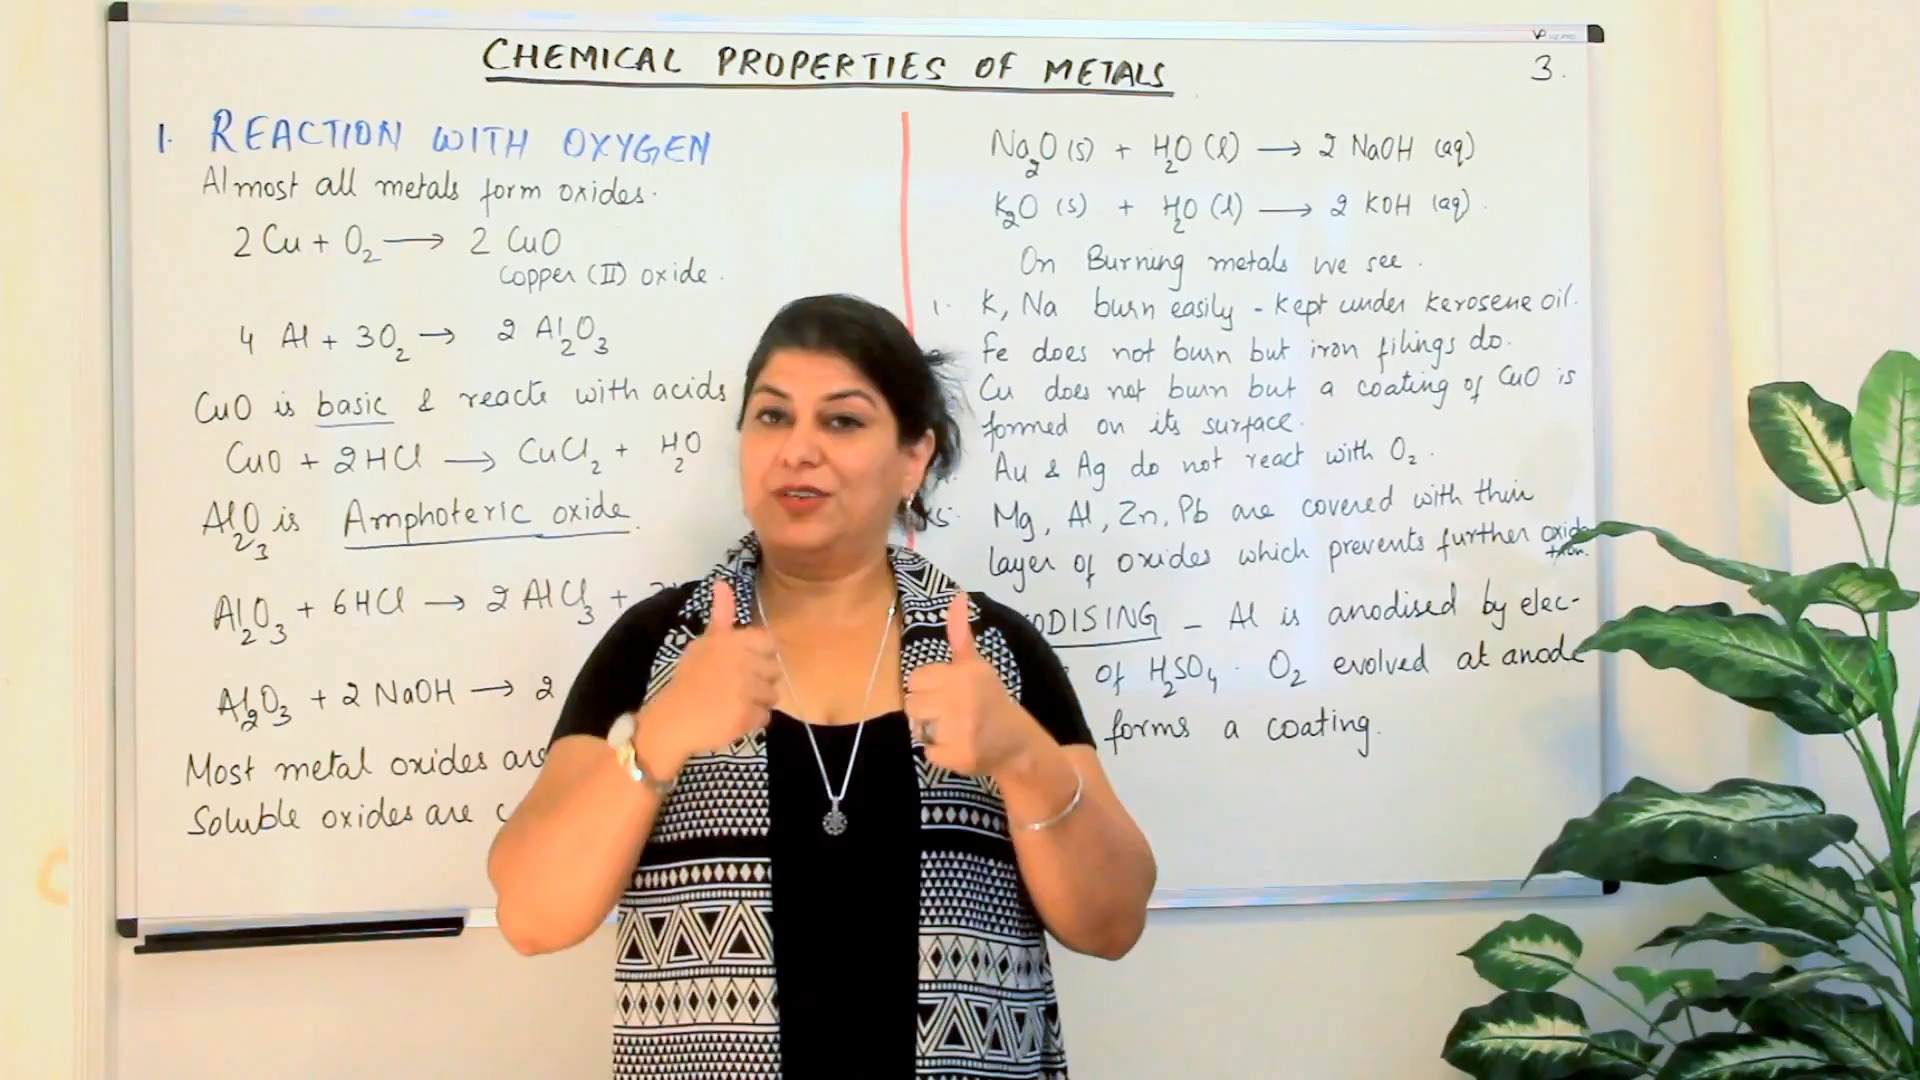 CHEMICAL PROPERTIES OF METALS
3.
1. REACTION WITH OXYGEN
Almost all metals form oxides.
2 Cu + O₂ ⟶ 2 CuO
Copper (II) oxide.
4 Al + 3O₂ → 2 Al₂O₃
CuO is basic & reacts with acids
CuO + 2HCl ⟶ CuCl₂ + H₂O
Al₂O₃ is Amphoteric oxide.
Al₂O₃ + 6HCl → 2 AlCl₃ +
Al₂O₃ + 2 NaOH → 2
Most metal oxides are
Soluble oxides are
Na₂O (s) + H₂O (l) ⟶ 2 NaOH (aq)
K₂O (s) + H₂O (l) ⟶ 2 KOH (aq).
On Burning metals we see.
1. K, Na burn easily - kept under kerosene oil.
Fe does not burn but iron filings do.
Cu does not burn but a coating of CuO is
formed on its surface.
Au & Ag do not react with O₂.
5. Mg, Al, Zn, Pb are covered with thin
layer of oxides which prevents further oxida
tion.
ODISING - Al is anodised by elec-
of H₂SO₄. O₂ evolved at anode
forms a coating.